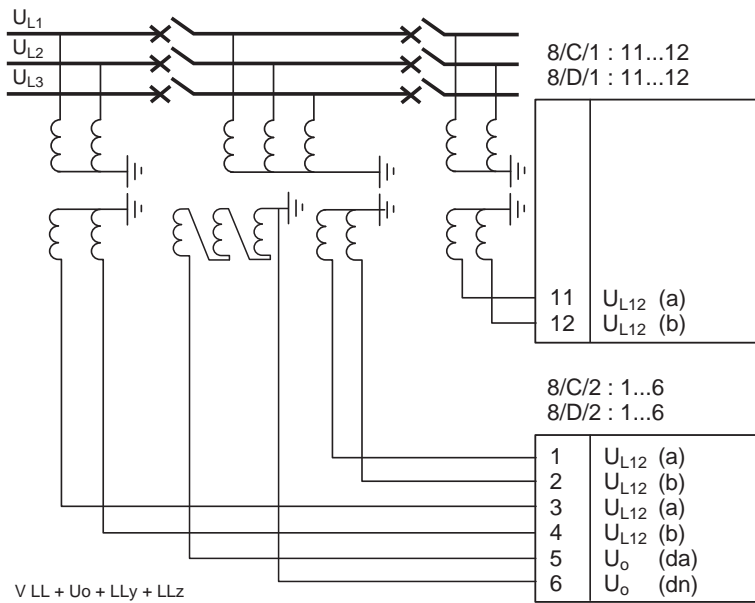 UL1
UL2
UL3
8/C/1 : 11...12
8/D/1 : 11...12
11 UL12 (a)
12 UL12 (b)
8/C/2 : 1...6
8/D/2 : 1...6
1 UL12 (a)
2 UL12 (b)
3 UL12 (a)
4 UL12 (b)
5 Uo (da)
6 Uo (dn)
V LL + Uo + LLy + LLz